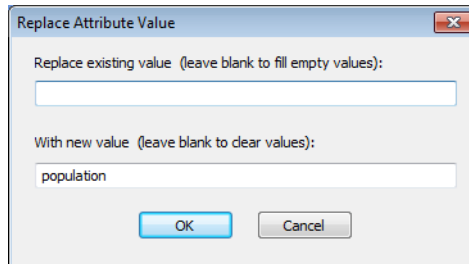 Replace Attribute Value
Replace existing value (leave blank to fill empty values):
With new value (leave blank to clear values):
population
OK Cancel